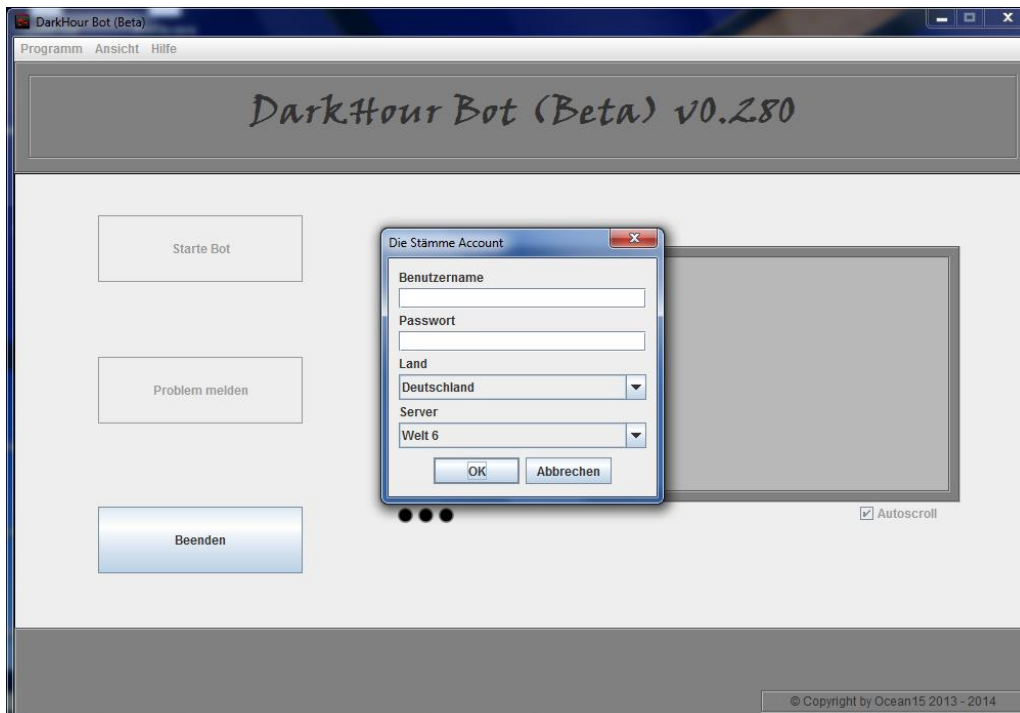 DarkHour Bot (Beta)
Programm Ansicht Hilfe
DarkHour Bot (Beta) v0.280
Starte Bot
Problem melden
Beenden
Die Stämme Account
Benutzername
Passwort
Land
Deutschland
Server
Welt 6
OK Abbrechen
Autoscroll
© Copyright by Ocean15 2013 - 2014